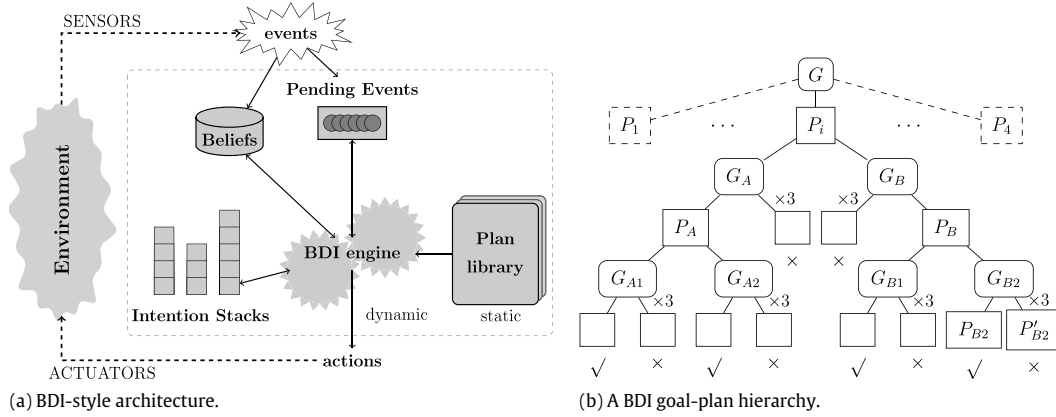 SENSORS
events
Pending Events
Beliefs
Environment
BDI engine
Plan
library
Intention Stacks
dynamic
static
actions
ACTUATORS
(a) BDI-style architecture.
G
P1 ... Pi ... P4
GA GB
×3 ×3
PA PB
× ×
GA1 GA2 GB1 GB2
×3 ×3 ×3 ×3
PB2 P′B2
√ × √ × √ × √ ×
(b) A BDI goal-plan hierarchy.